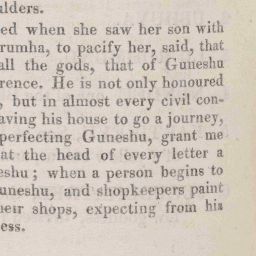 ulders.
ed when she saw her son with
rumha, to pacify her, said, that
all the gods, that of Guneshu
rence. He is not only honoured
, but in almost every civil con-
aving his house to go a journey,
perfecting Guneshu, grant me
at the head of every letter a
eshu; when a person begins to
uneshu, and shopkeepers paint
heir shops, expecting from his
ess.